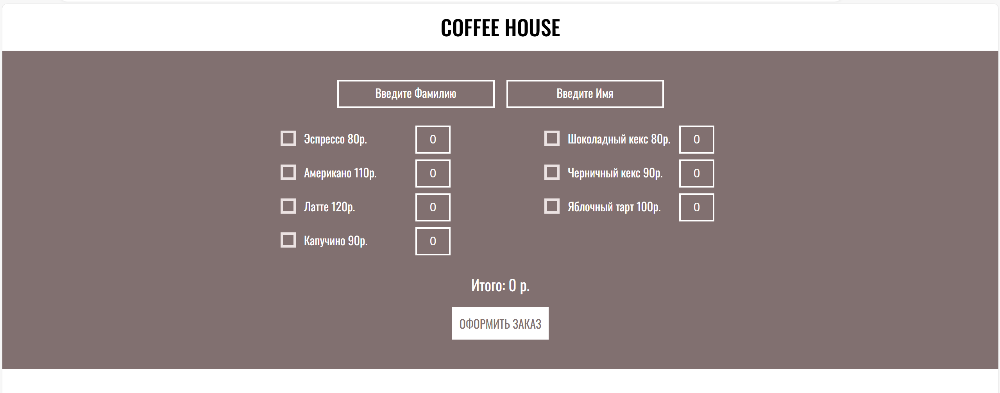 COFFEE HOUSE
Введите Фамилию
Введите Имя
Эспрессо 80р.
0
Американо 110р.
0
Латте 120р.
0
Капучино 90р.
0
Шоколадный кекс 80р.
0
Черничный кекс 90р.
0
Яблочный тарт 100р.
0
Итого: 0 р.
ОФОРМИТЬ ЗАКАЗ